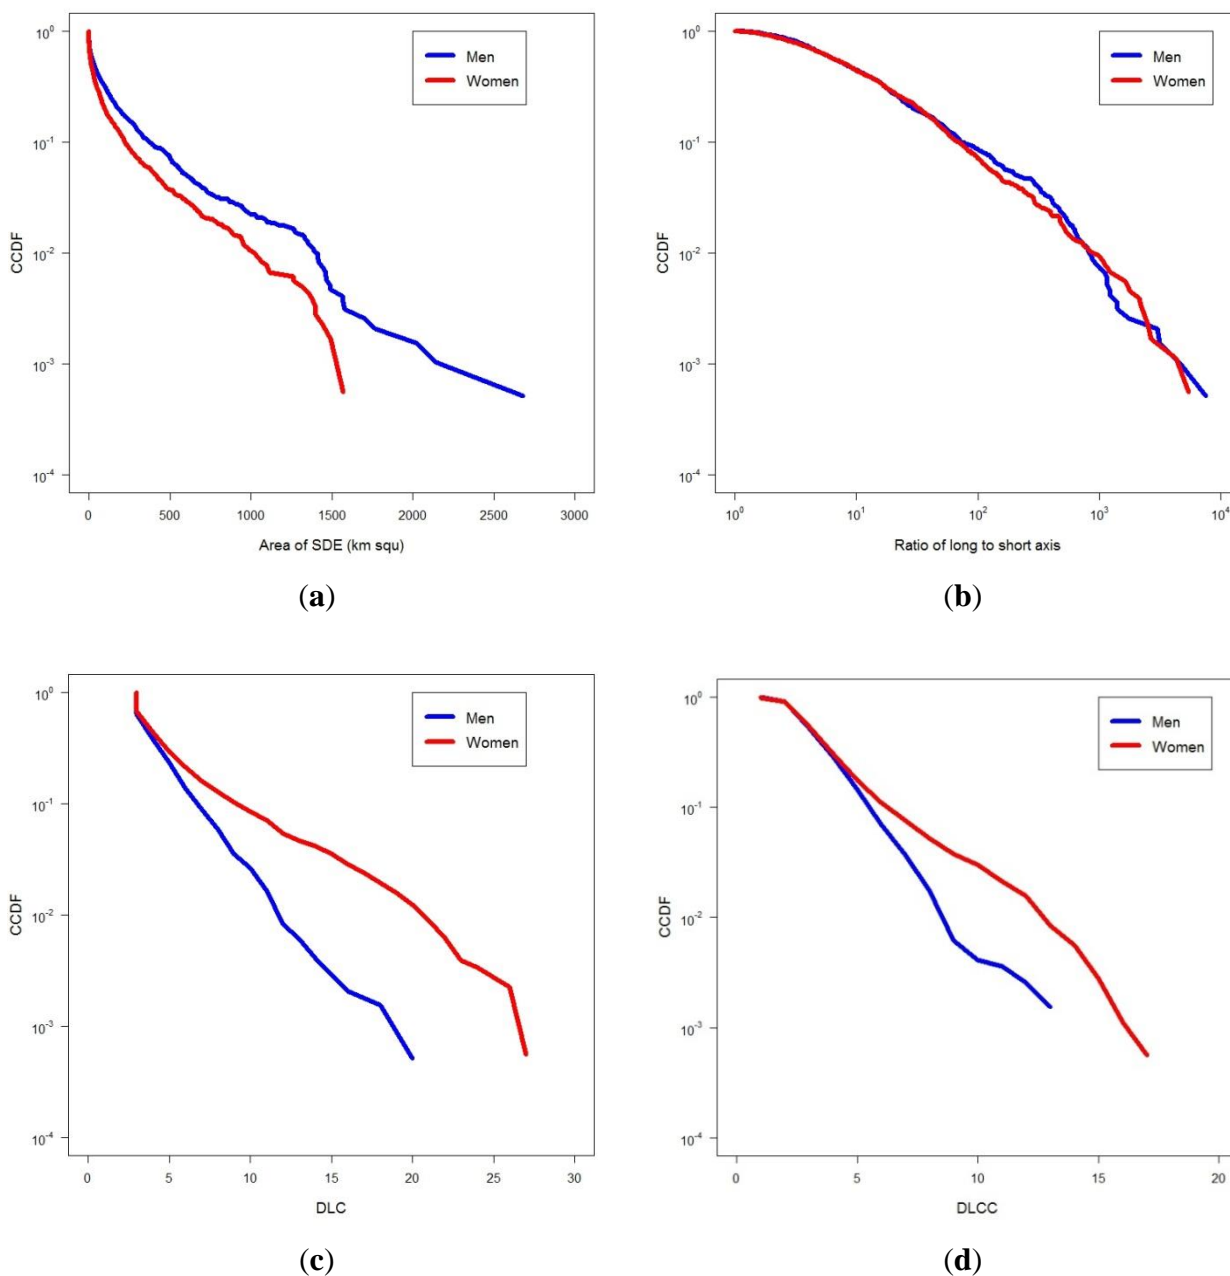 10⁰
10⁻¹
10⁻²
10⁻³
10⁻⁴
CCDF
Men
Women
0 500 1000 1500 2000 2500 3000
Area of SDE (km squ)
(a)
10⁰
10⁻¹
10⁻²
10⁻³
10⁻⁴
CCDF
Men
Women
10⁰ 10¹ 10² 10³ 10⁴
Ratio of long to short axis
(b)
10⁰
10⁻¹
10⁻²
10⁻³
10⁻⁴
CCDF
Men
Women
0 5 10 15 20 25 30
DLC
(c)
10⁰
10⁻¹
10⁻²
10⁻³
10⁻⁴
CCDF
Men
Women
0 5 10 15 20
DLCC
(d)